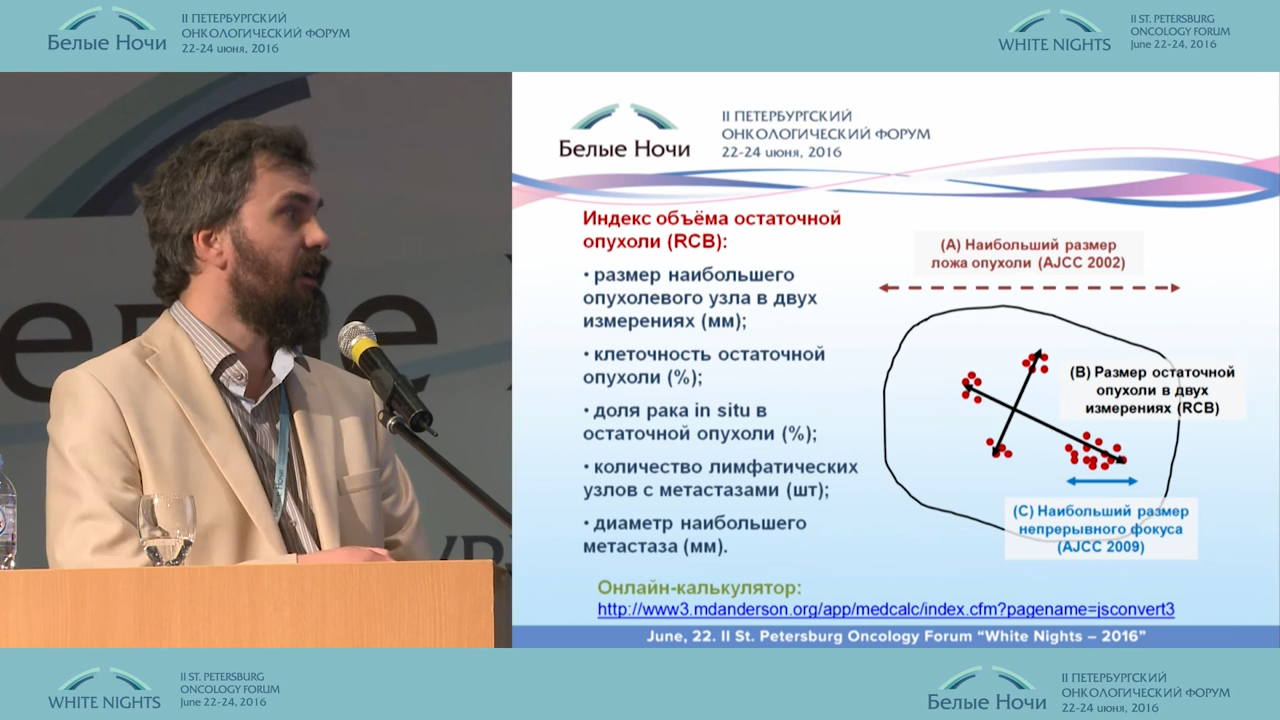 Белые Ночи
II ПЕТЕРБУРГСКИЙ
ОНКОЛОГИЧЕСКИЙ ФОРУМ
22-24 июня, 2016
WHITE NIGHTS
II ST. PETERSBURG
ONCOLOGY FORUM
June 22-24, 2016
Белые Ночи
II ПЕТЕРБУРГСКИЙ
ОНКОЛОГИЧЕСКИЙ ФОРУМ
22-24 июня, 2016
Индекс объёма остаточной
опухоли (RCB):
• размер наибольшего
опухолевого узла в двух
измерениях (мм);
• клеточность остаточной
опухоли (%);
• доля рака in situ в
остаточной опухоли (%);
• количество лимфатических
узлов с метастазами (шт);
• диаметр наибольшего
метастаза (мм).
(A) Наибольший размер
ложа опухоли (AJCC 2002)
(B) Размер остаточной
опухоли в двух
измерениях (RCB)
(C) Наибольший размер
непрерывного фокуса
(AJCC 2009)
Онлайн-калькулятор:
http://www3.mdanderson.org/app/medcalc/index.cfm?pagename=jsconvert3
June, 22. II St. Petersburg Oncology Forum “White Nights – 2016”
WHITE NIGHTS
II ST. PETERSBURG
ONCOLOGY FORUM
June 22-24, 2016
Белые Ночи
II ПЕТЕРБУРГСКИЙ
ОНКОЛОГИЧЕСКИЙ ФОРУМ
22-24 июня, 2016